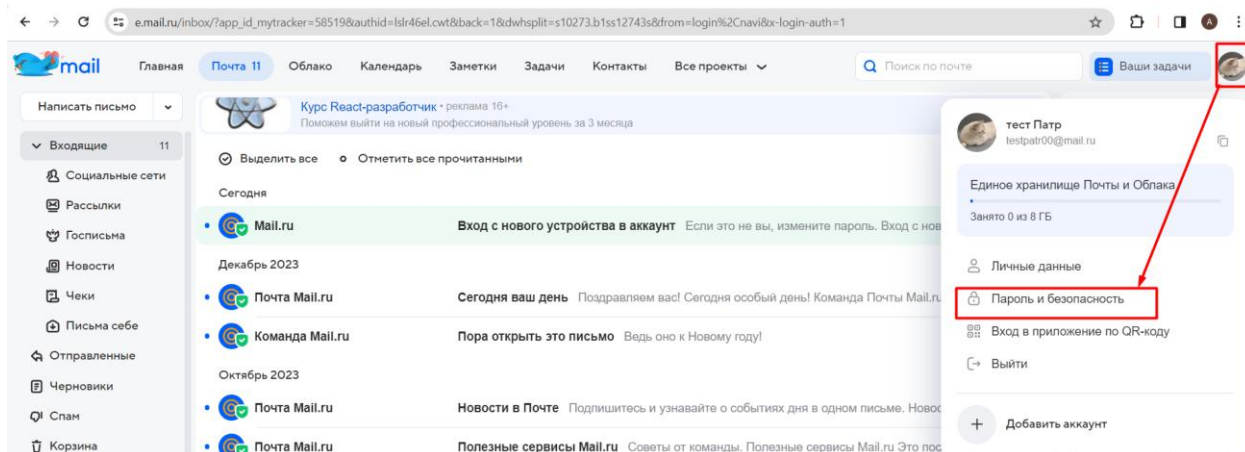 e.mail.ru/inbox/?app_id_mytracker=58519&authid=lslr46el.cwt&back=1&dwhsplit=s10273.b1ss12743s&from=login%2Cnavi&x-login-auth=1
A
mail Главная Почта 11 Облако Календарь Заметки Задачи Контакты Все проекты Поиск по почте Ваши задачи
Написать письмо
Входящие 11
Социальные сети
Рассылки
Госписьма
Новости
Чеки
Письма себе
Отправленные
Черновики
Спам
Корзина
Курс React-разработчик • реклама 16+
Поможем выйти на новый профессиональный уровень за 3 месяца
Выделить все Отметить все прочитанными
Сегодня
Mail.ru Вход с нового устройства в аккаунт Если это не вы, измените пароль. Вход с нов
Декабрь 2023
Почта Mail.ru Сегодня ваш день Поздравляем вас! Сегодня особый день! Команда Почты Mail.ru
Команда Mail.ru Пора открыть это письмо Ведь оно к Новому году!
Октябрь 2023
Почта Mail.ru Новости в Почте Подпишитесь и узнавайте о событиях дня в одном письме. Новос
Почта Mail.ru Полезные сервисы Mail.ru Советы от команды. Полезные сервисы Mail.ru Это пос
тест Патр
testpatr00@mail.ru
Единое хранилище Почты и Облака
Занято 0 из 8 ГБ
Личные данные
Пароль и безопасность
Вход в приложение по QR-коду
Выйти
Добавить аккаунт